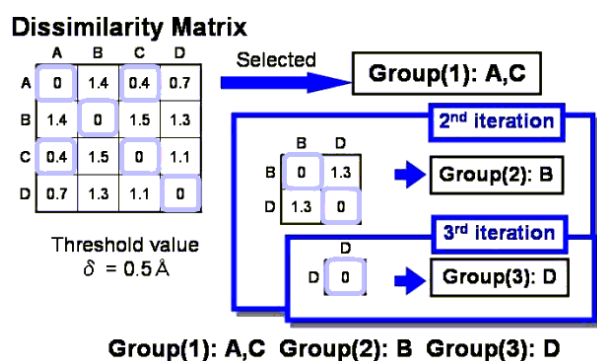 Dissimilarity Matrix
A B C D
A 0 1.4 0.4 0.7
B 1.4 0 1.5 1.3
C 0.4 1.5 0 1.1
D 0.7 1.3 1.1 0
Threshold value
δ = 0.5 Å
Selected
Group(1): A,C
2nd iteration
B D
B 0 1.3
D 1.3 0
Group(2): B
3rd iteration
D
D 0
Group(3): D
Group(1): A,C Group(2): B Group(3): D